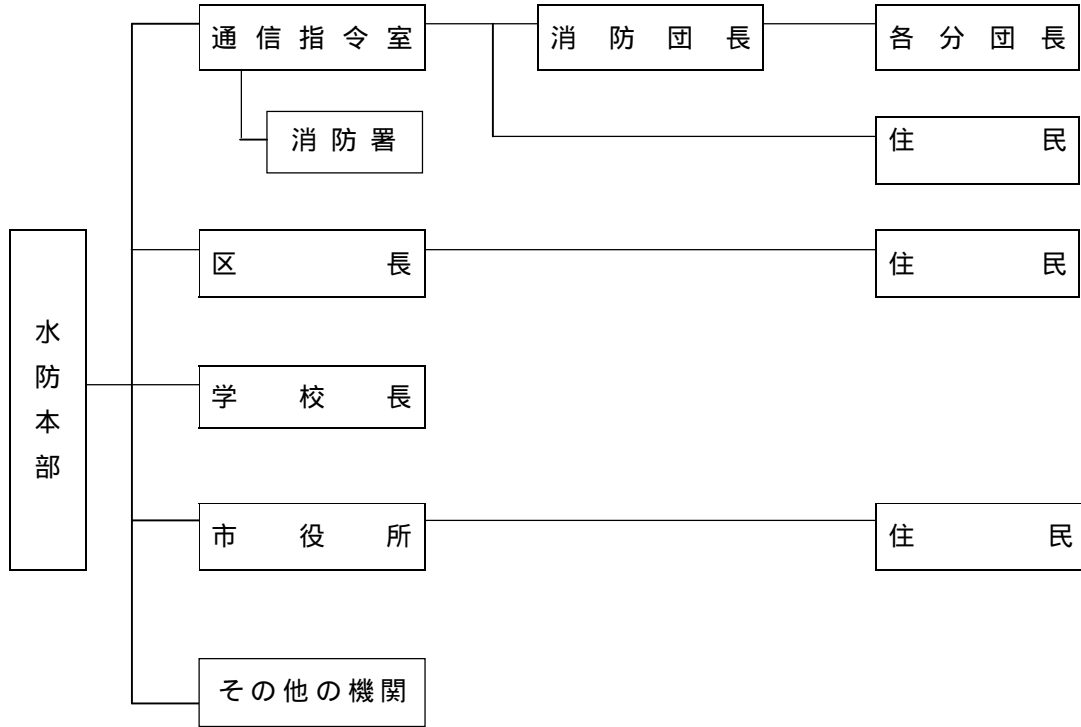 通信指令室
消防団長
各分団長
消防署
住民
区長
住民
水防本部
学校長
市役所
住民
その他の機関